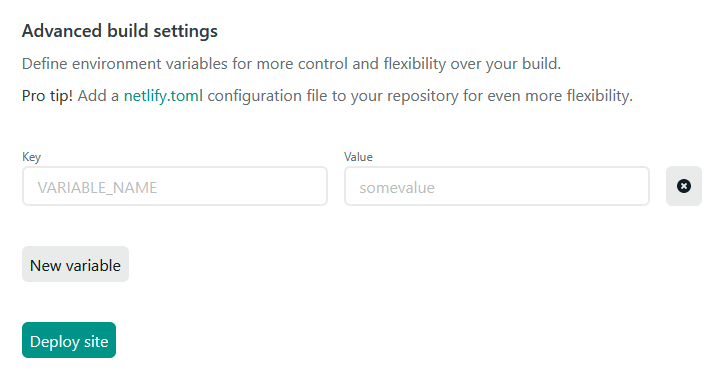 Advanced build settings
Define environment variables for more control and flexibility over your build.
Pro tip! Add a netlify.toml configuration file to your repository for even more flexibility.
Key Value
VARIABLE_NAME somevalue
New variable
Deploy site